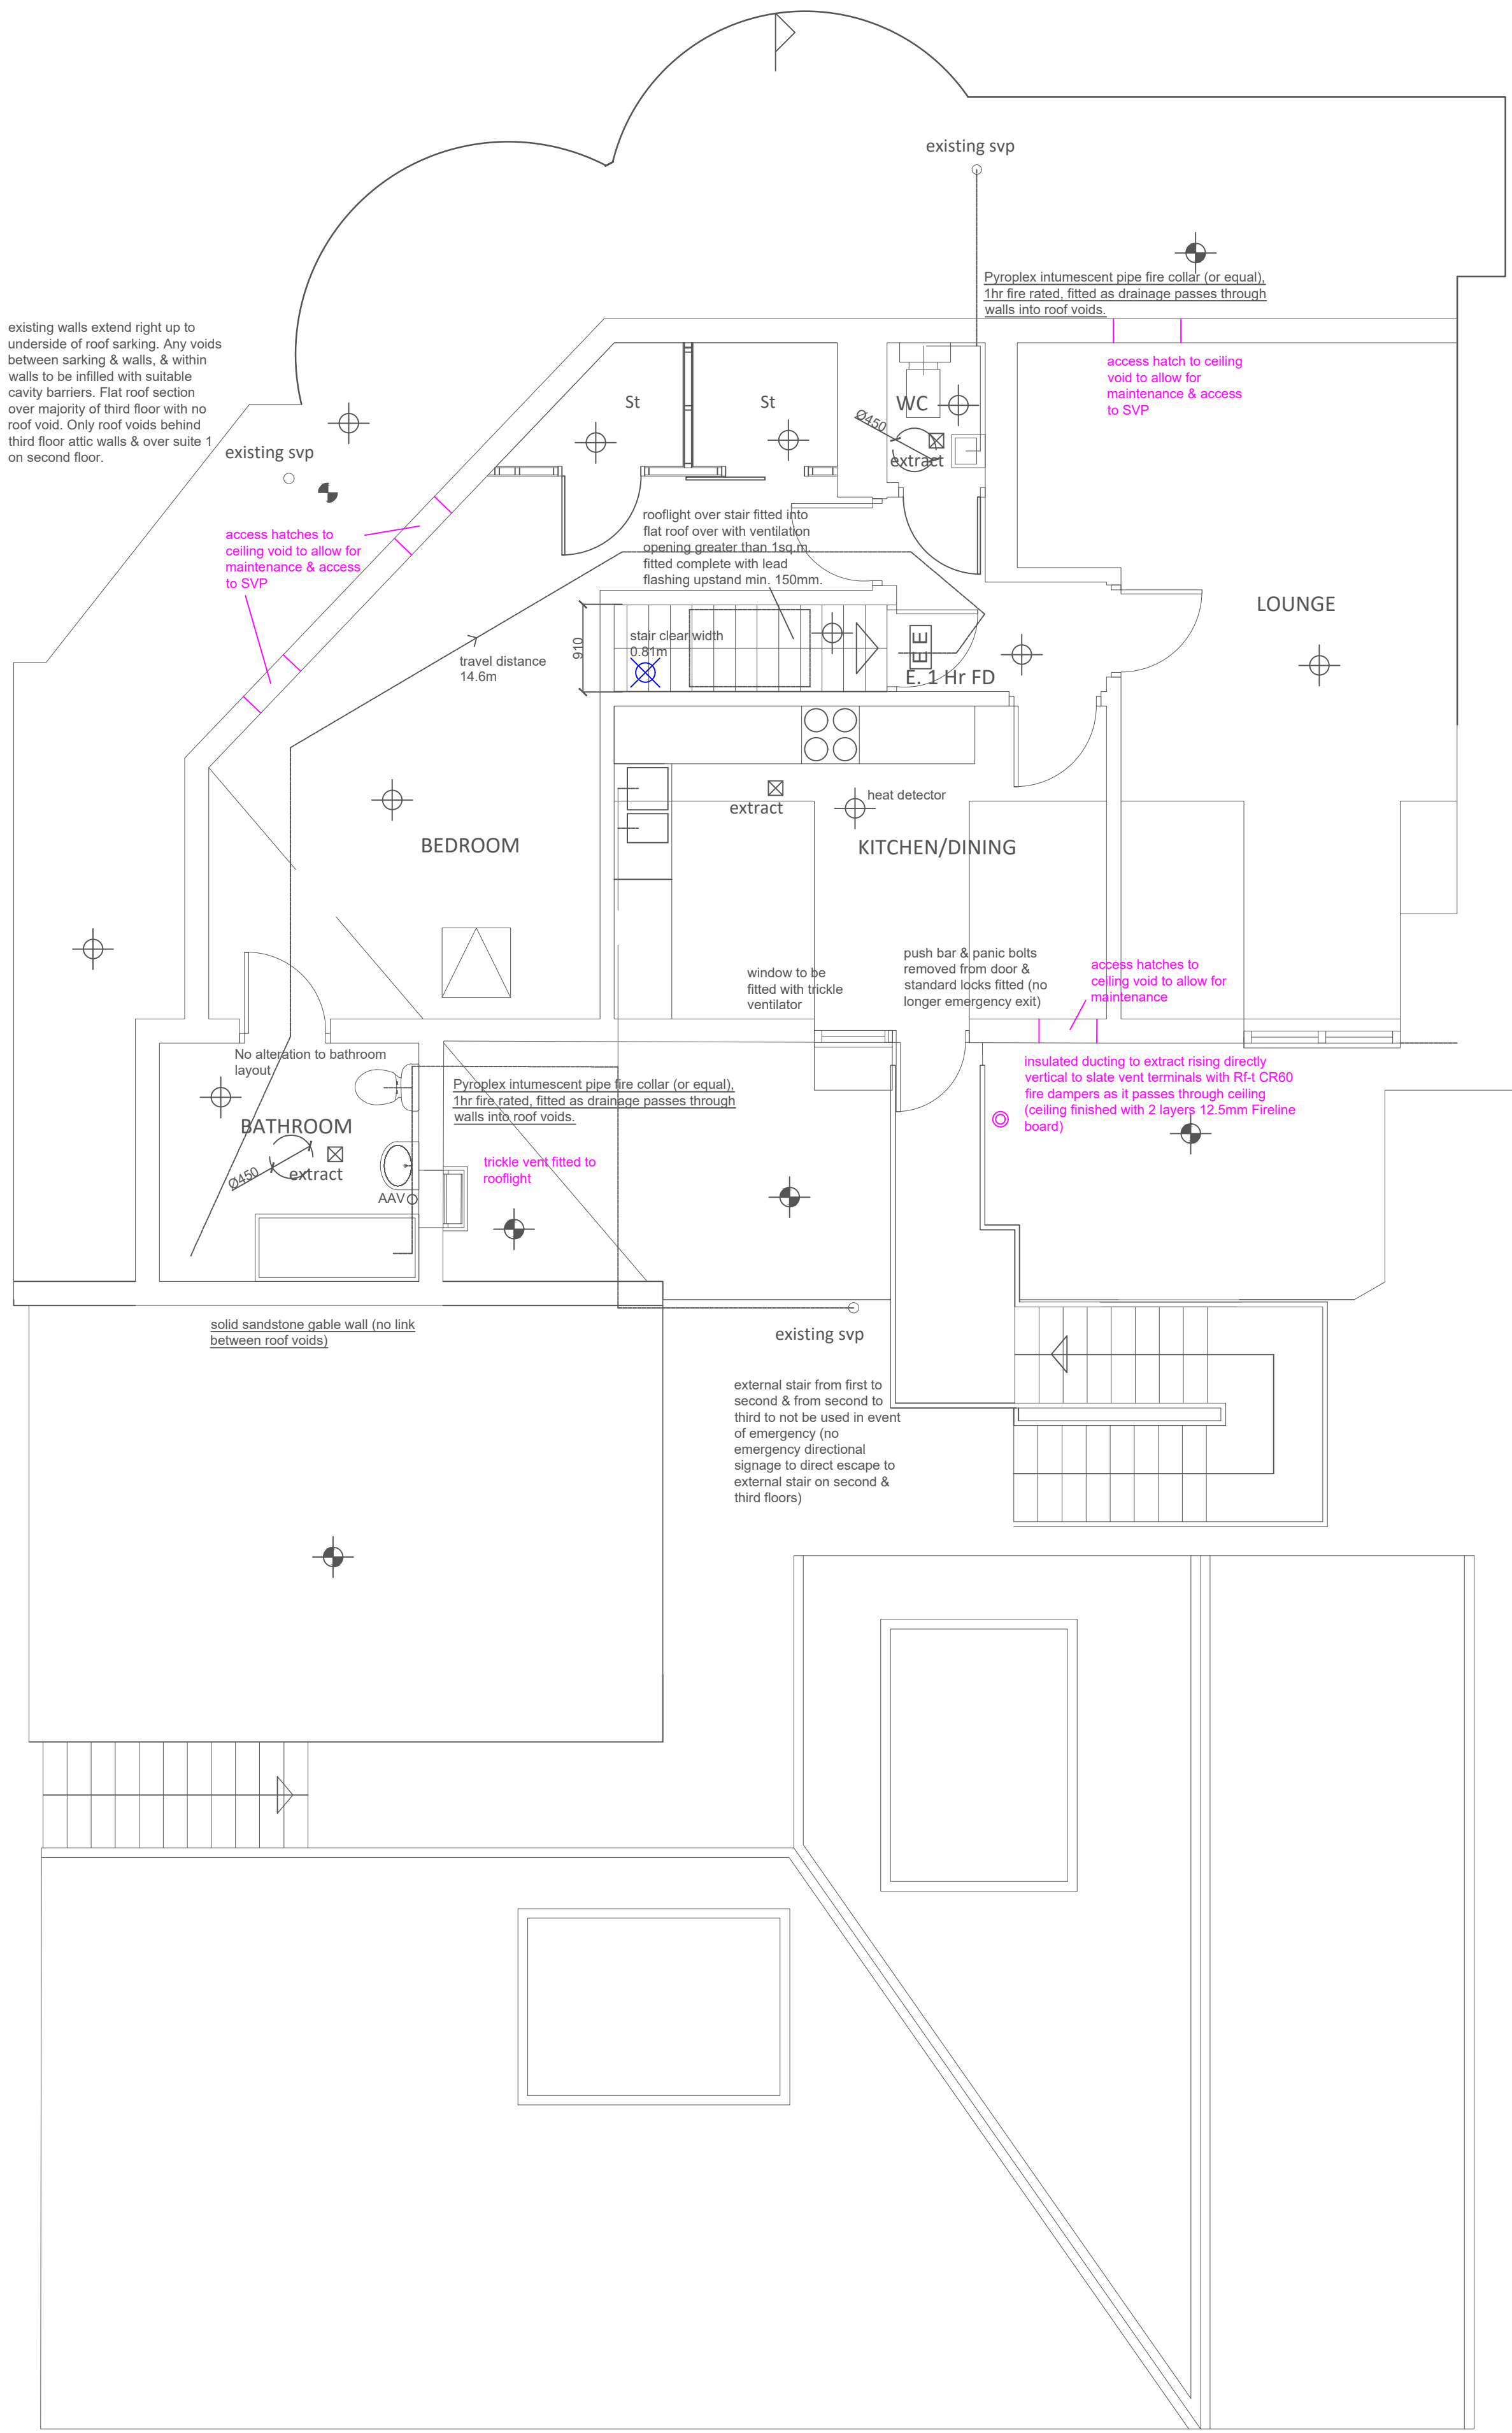 existing svp
Pyroplex intumescent pipe fire collar (or equal),
1hr fire rated, fitted as drainage passes through
walls into roof voids.
existing walls extend right up to
underside of roof sarking. Any voids
between sarking & walls, & within
walls to be infilled with suitable
cavity barriers. Flat roof section
over majority of third floor with no
roof void. Only roof voids behind
third floor attic walls & over suite 1
on second floor.
existing svp
access hatch to ceiling
void to allow for
maintenance & access
to SVP
St
St
WC
Ø450
extract
access hatches to
ceiling void to allow for
maintenance & access
to SVP
rooflight over stair fitted into
flat roof over with ventilation
opening greater than 1sq.m.
fitted complete with lead
flashing upstand min. 150mm.
LOUNGE
travel distance
14.6m
910
stair clear width
0.81m
E E
E. 1 Hr FD
extract
heat detector
BEDROOM
KITCHEN/DINING
window to be
fitted with trickle
ventilator
push bar & panic bolts
removed from door &
standard locks fitted (no
longer emergency exit)
access hatches to
ceiling void to allow for
maintenance
No alteration to bathroom
layout
Pyroplex intumescent pipe fire collar (or equal),
1hr fire rated, fitted as drainage passes through
walls into roof voids.
insulated ducting to extract rising directly
vertical to slate vent terminals with Rf-t CR60
fire dampers as it passes through ceiling
(ceiling finished with 2 layers 12.5mm Fireline
board)
BATHROOM
Ø450
extract
AAV
trickle vent fitted to
rooflight
solid sandstone gable wall (no link
between roof voids)
existing svp
external stair from first to
second & from second to
third to not be used in event
of emergency (no
emergency directional
signage to direct escape to
external stair on second &
third floors)